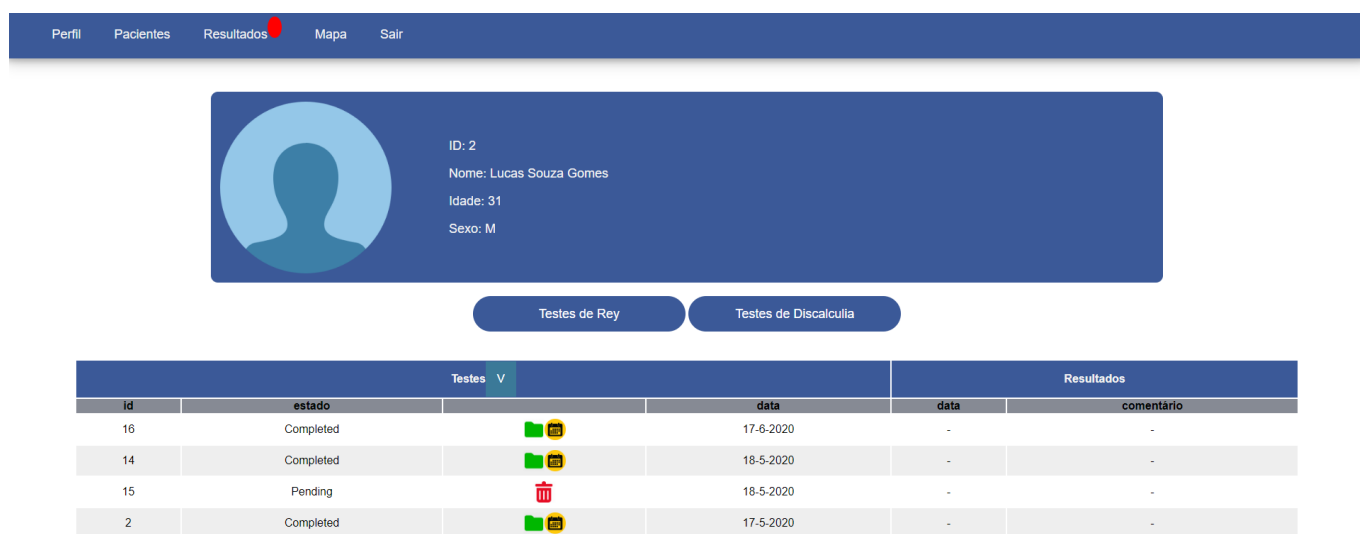 Perfil Pacientes Resultados Mapa Sair
ID: 2
Nome: Lucas Souza Gomes
Idade: 31
Sexo: M
Testes de Rey Testes de Discalculia
Testes V Resultados
id estado data data comentário
16 Completed 17-6-2020 - -
14 Completed 18-5-2020 - -
15 Pending 18-5-2020 - -
2 Completed 17-5-2020 - -